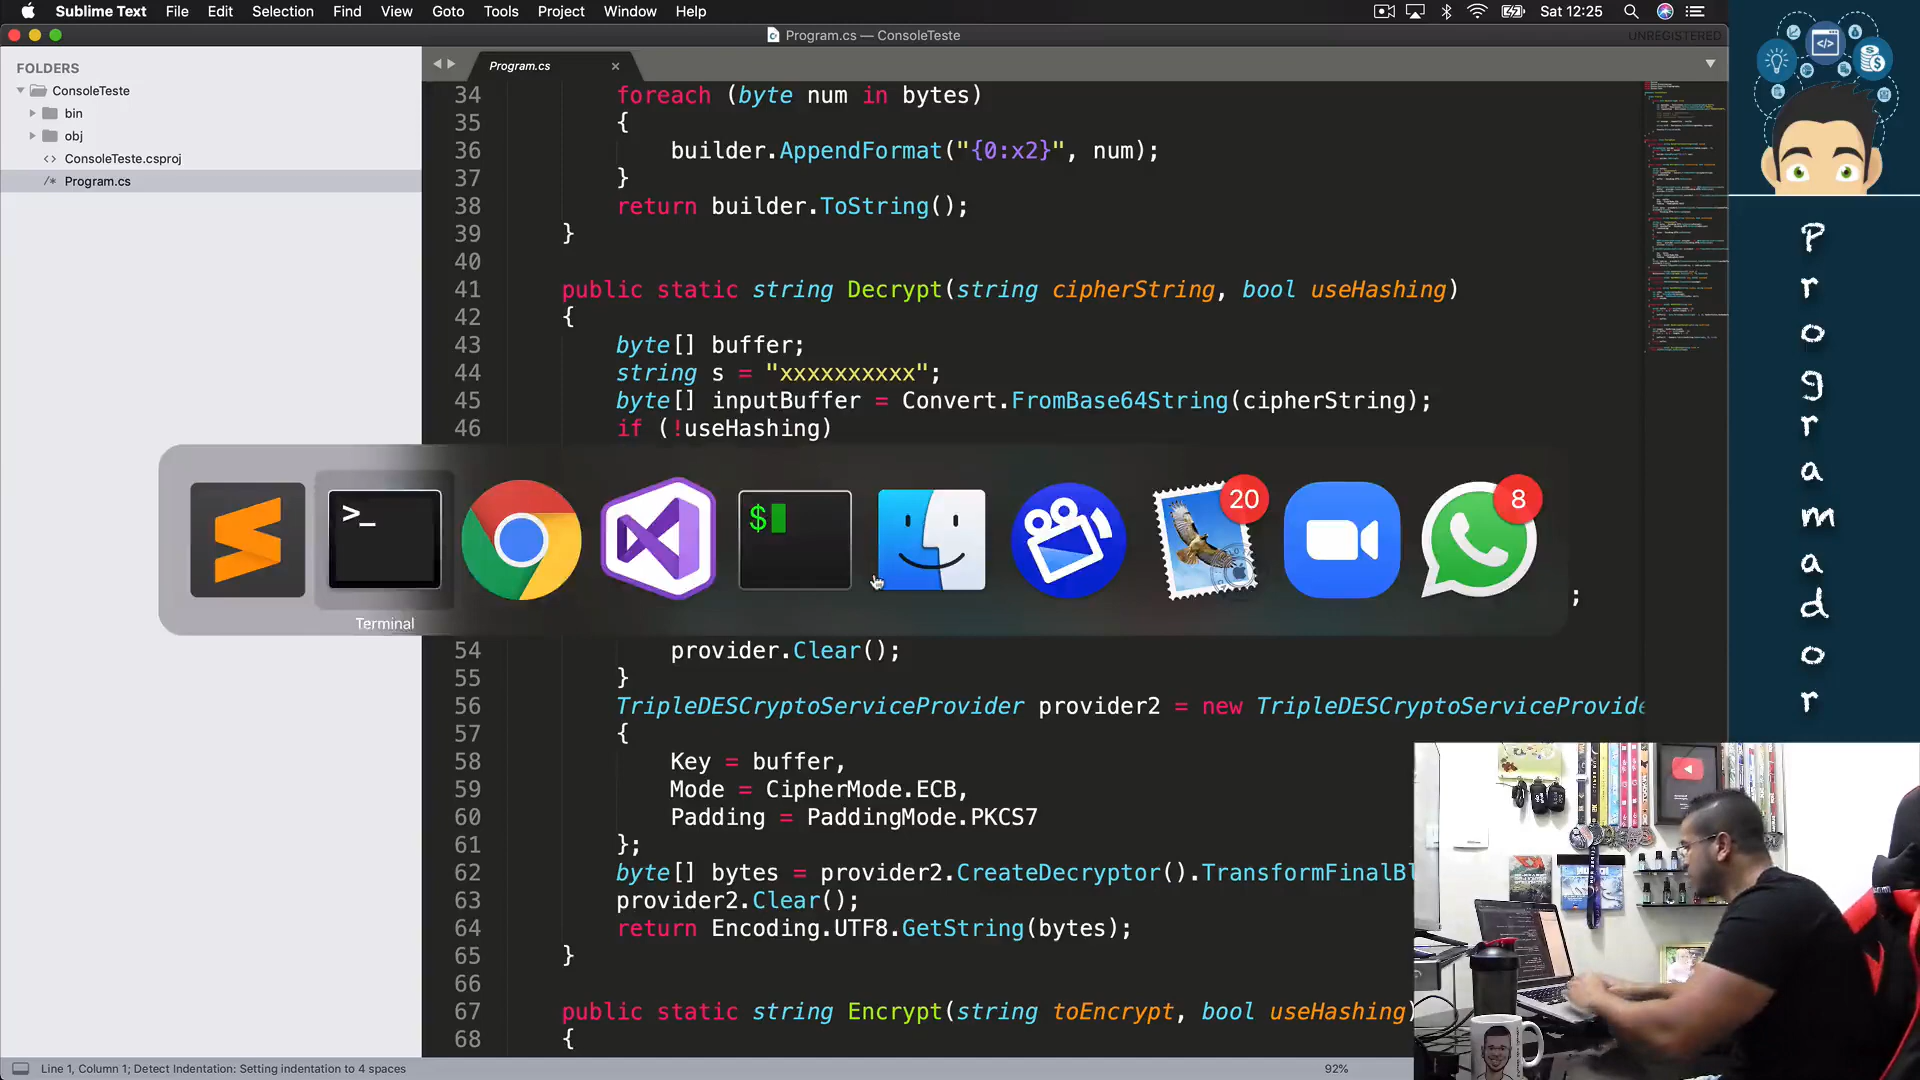 Sublime Text File Edit Selection Find View Goto Tools Project Window Help Sat 12:25
Program.cs — ConsoleTeste UNREGISTERED
FOLDERS
ConsoleTeste
bin
obj
<> ConsoleTeste.csproj
/* Program.cs
Program.cs ×
34 foreach (byte num in bytes)
35 {
36 builder.AppendFormat("{0:x2}", num);
37 }
38 return builder.ToString();
39 }
40
41 public static string Decrypt(string cipherString, bool useHashing)
42 {
43 byte[] buffer;
44 string s = "xxxxxxxxxx";
45 byte[] inputBuffer = Convert.FromBase64String(cipherString);
46 if (!useHashing)
>_
$
20
8
;
Terminal
54 provider.Clear();
55 }
56 TripleDESCryptoServiceProvider provider2 = new TripleDESCryptoServiceProvide
57 {
58 Key = buffer,
59 Mode = CipherMode.ECB,
60 Padding = PaddingMode.PKCS7
61 };
62 byte[] bytes = provider2.CreateDecryptor().TransformFinalBl
63 provider2.Clear();
64 return Encoding.UTF8.GetString(bytes);
65 }
66
67 public static string Encrypt(string toEncrypt, bool useHashing)
68 {
Line 1, Column 1; Detect Indentation: Setting indentation to 4 spaces 92%
</>
Programador